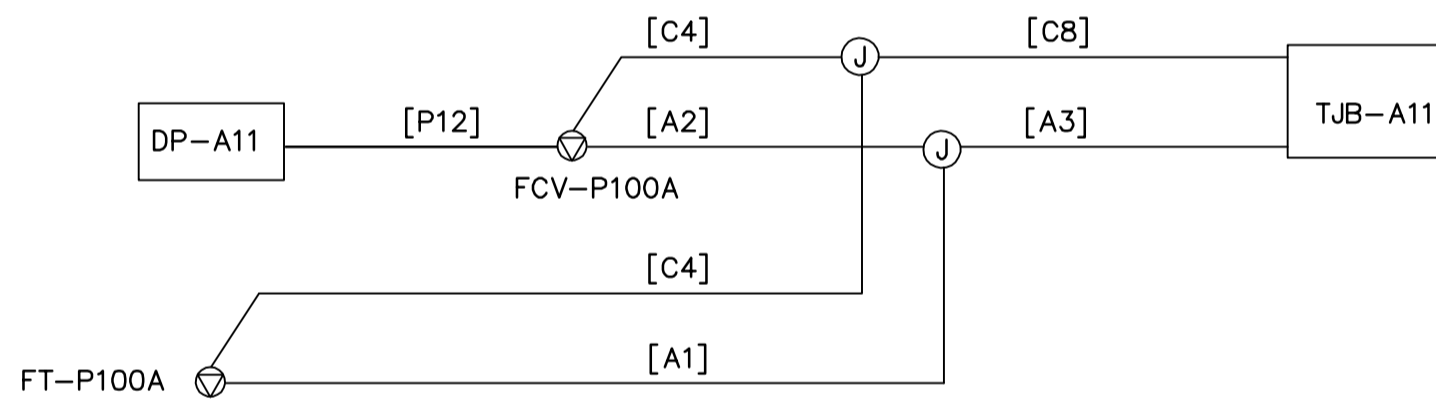 [C4]
[C8]
J
TJB-A11
[P12]
[A2]
[A3]
DP-A11
J
FCV-P100A
[C4]
[A1]
FT-P100A